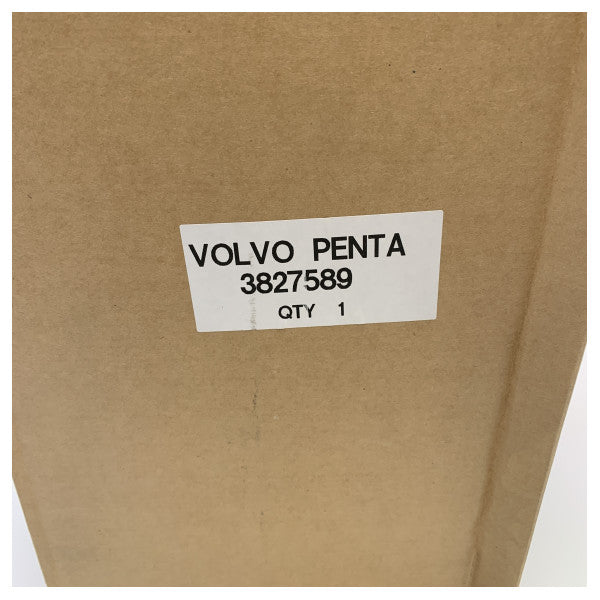 VOLVO PENTA
3827589
QTY 1